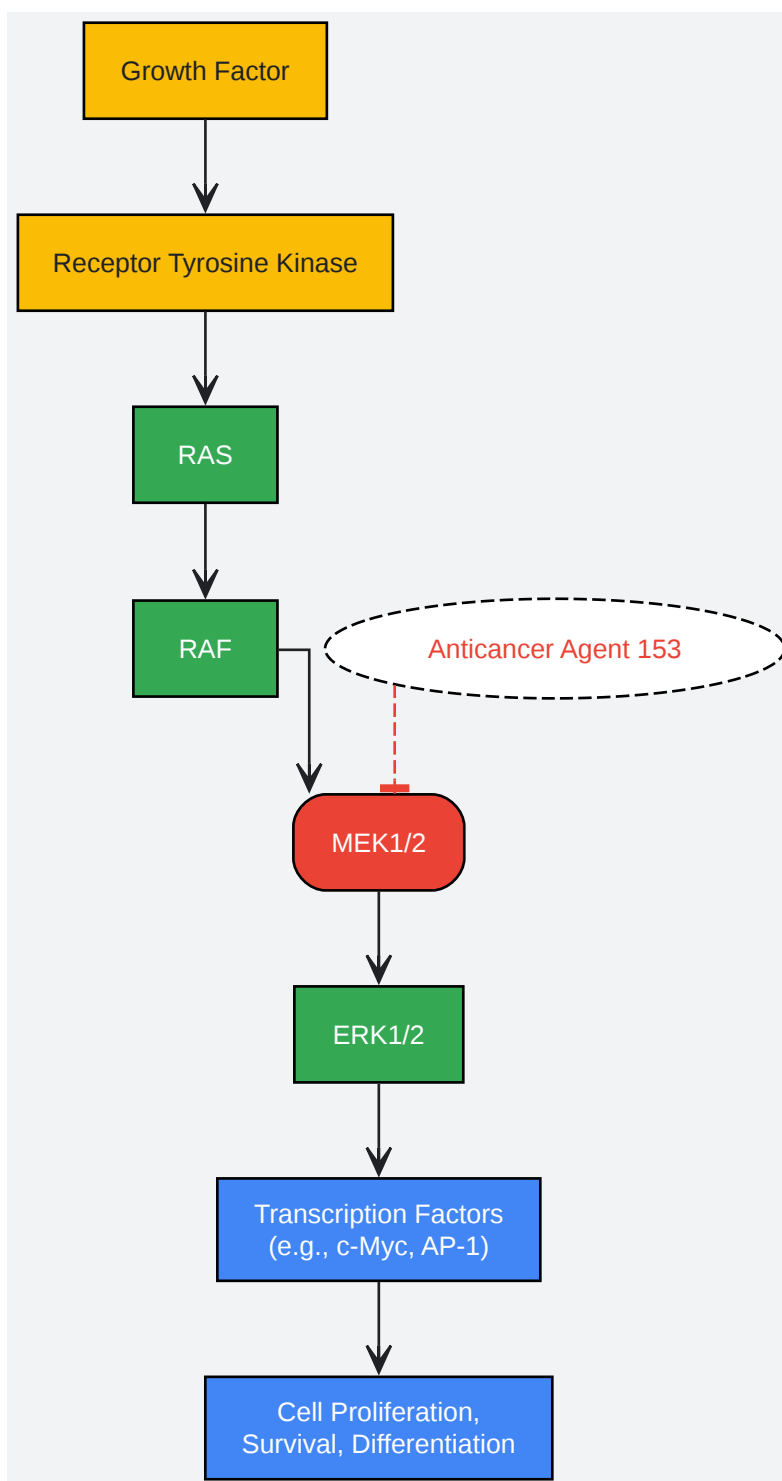 Growth Factor
Receptor Tyrosine Kinase
RAS
RAF
Anticancer Agent 153
MEK1/2
ERK1/2
Transcription Factors
(e.g., c-Myc, AP-1)
Cell Proliferation,
Survival, Differentiation